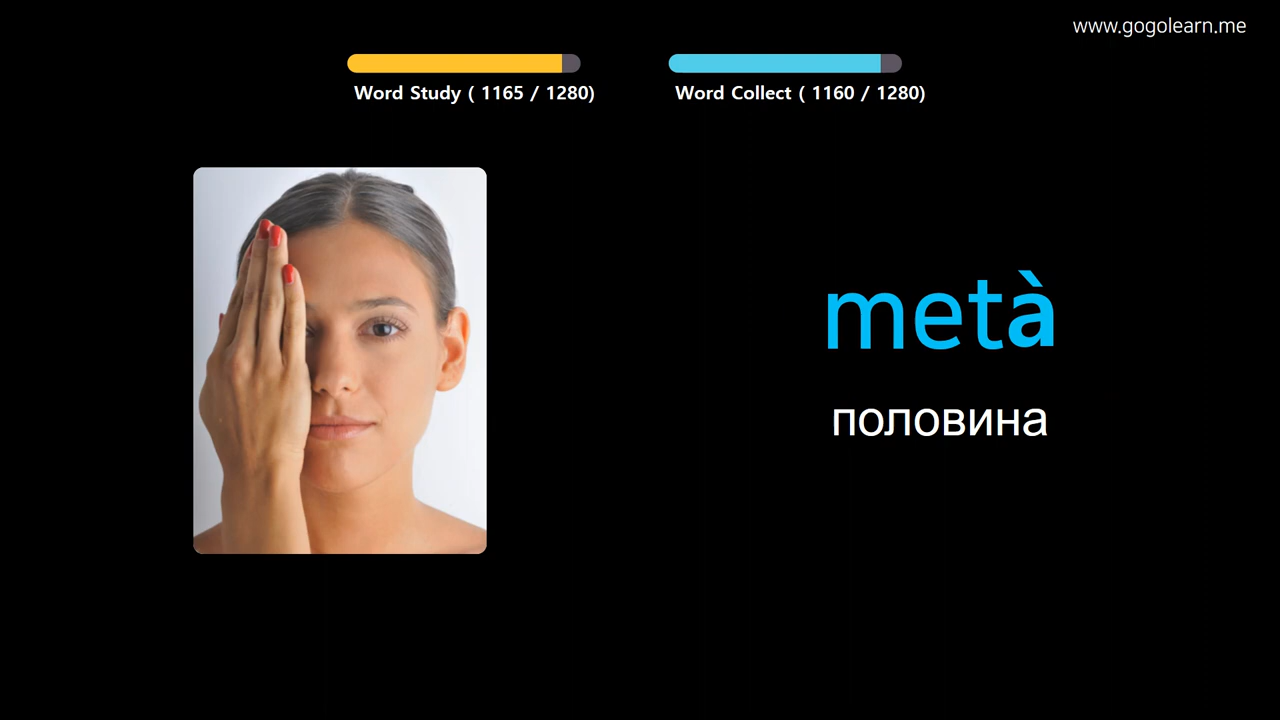 www.gogolearn.me
Word Study ( 1165 / 1280)
Word Collect ( 1160 / 1280)
metà
половина